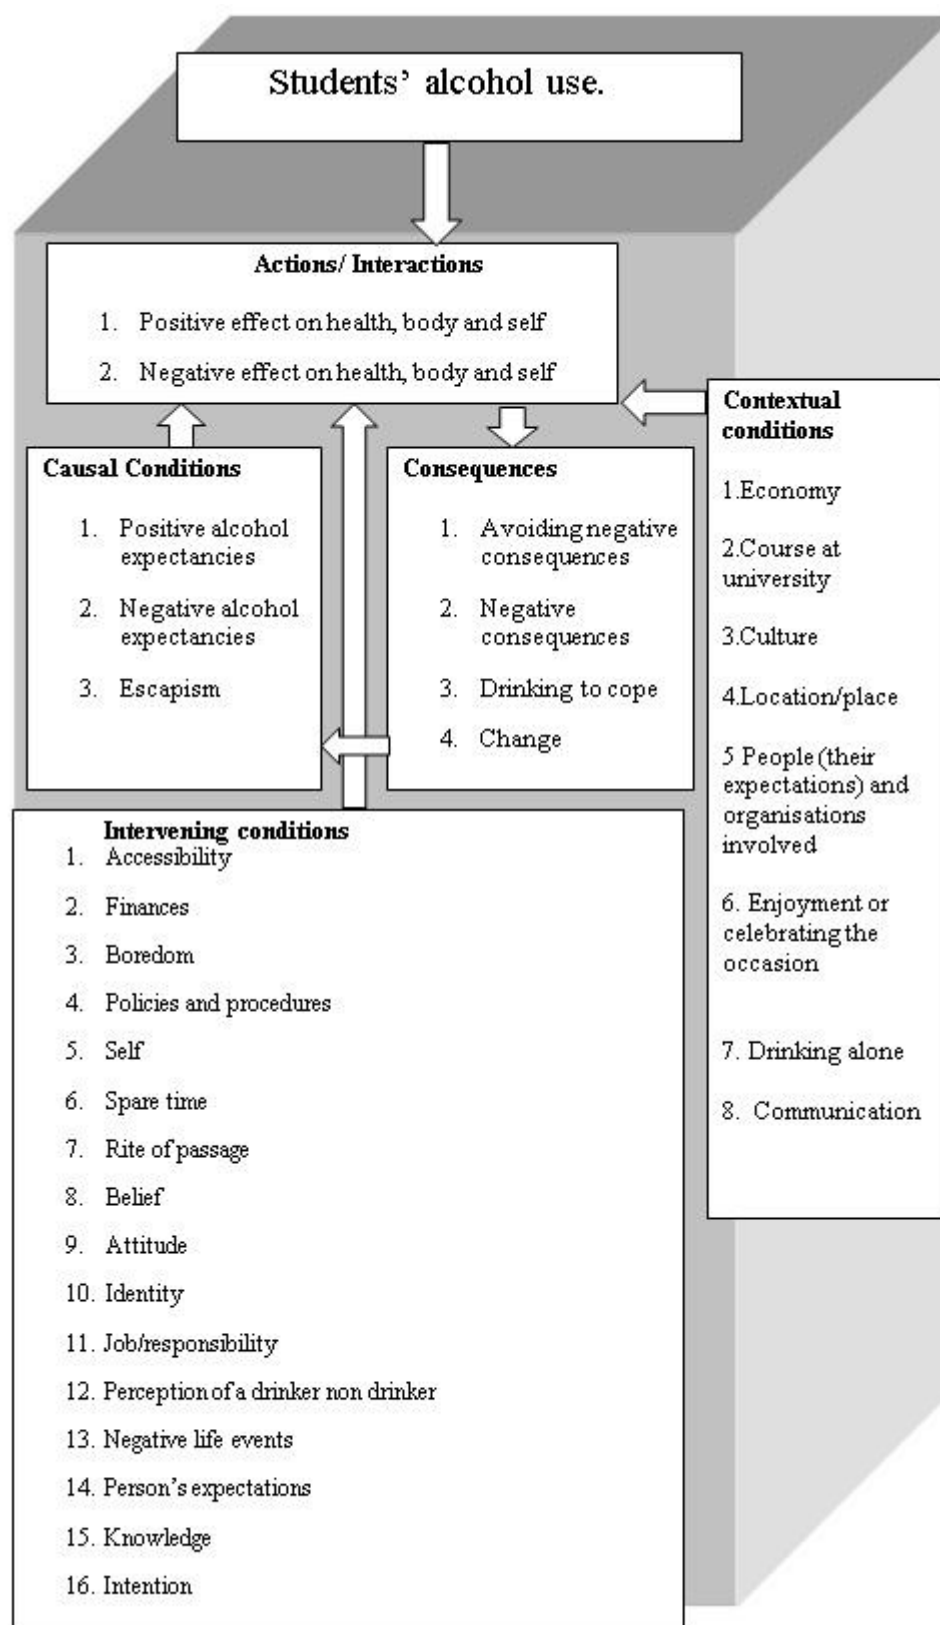 Students’ alcohol use.
Actions/ Interactions
1. Positive effect on health, body and self
2. Negative effect on health, body and self
Causal Conditions
1. Positive alcohol
expectancies
2. Negative alcohol
expectancies
3. Escapism
Consequences
1. Avoiding negative
consequences
2. Negative
consequences
3. Drinking to cope
4. Change
Contextual
conditions
1.Economy
2.Course at
university
3.Culture
4.Location/place
5 People (their
expectations) and
organisations
involved
6. Enjoyment or
celebrating the
occasion
7. Drinking alone
8. Communication
Intervening conditions
1. Accessibility
2. Finances
3. Boredom
4. Policies and procedures
5. Self
6. Spare time
7. Rite of passage
8. Belief
9. Attitude
10. Identity
11. Job/responsibility
12. Perception of a drinker non drinker
13. Negative life events
14. Person’s expectations
15. Knowledge
16. Intention